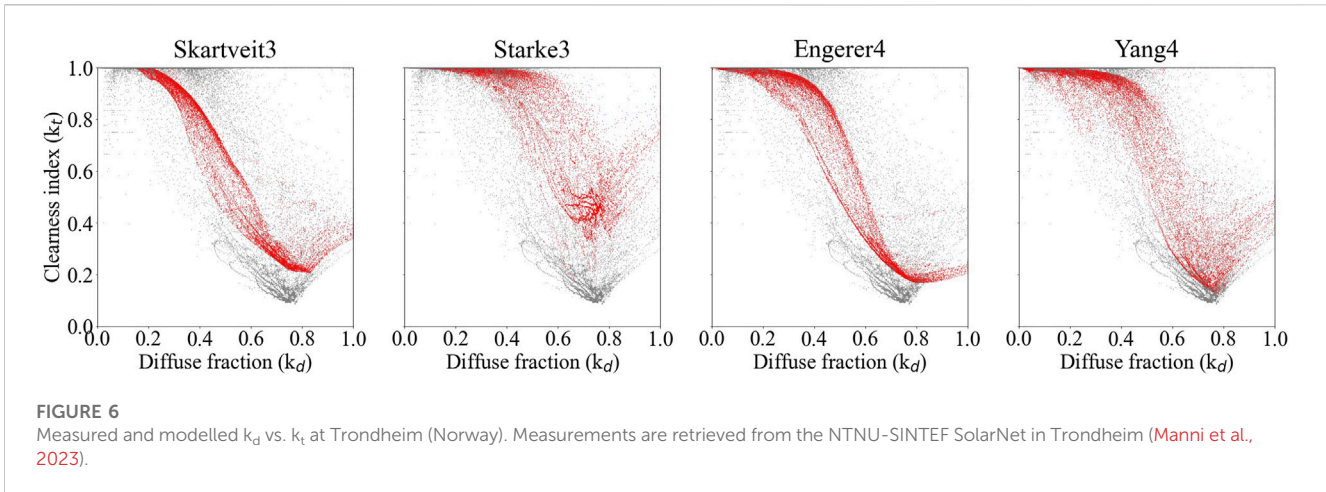 Skartveit3 Starke3 Engerer4 Yang4
1.0
0.8
0.6
0.4
0.2
0.0
Clearness index (kt)
0.0 0.2 0.4 0.6 0.8 1.0 0.0 0.2 0.4 0.6 0.8 1.0 0.0 0.2 0.4 0.6 0.8 1.0 0.0 0.2 0.4 0.6 0.8 1.0
Diffuse fraction (kd) Diffuse fraction (kd) Diffuse fraction (kd) Diffuse fraction (kd)
FIGURE 6
Measured and modelled kd vs. kt at Trondheim (Norway). Measurements are retrieved from the NTNU-SINTEF SolarNet in Trondheim (Manni et al.,
2023).